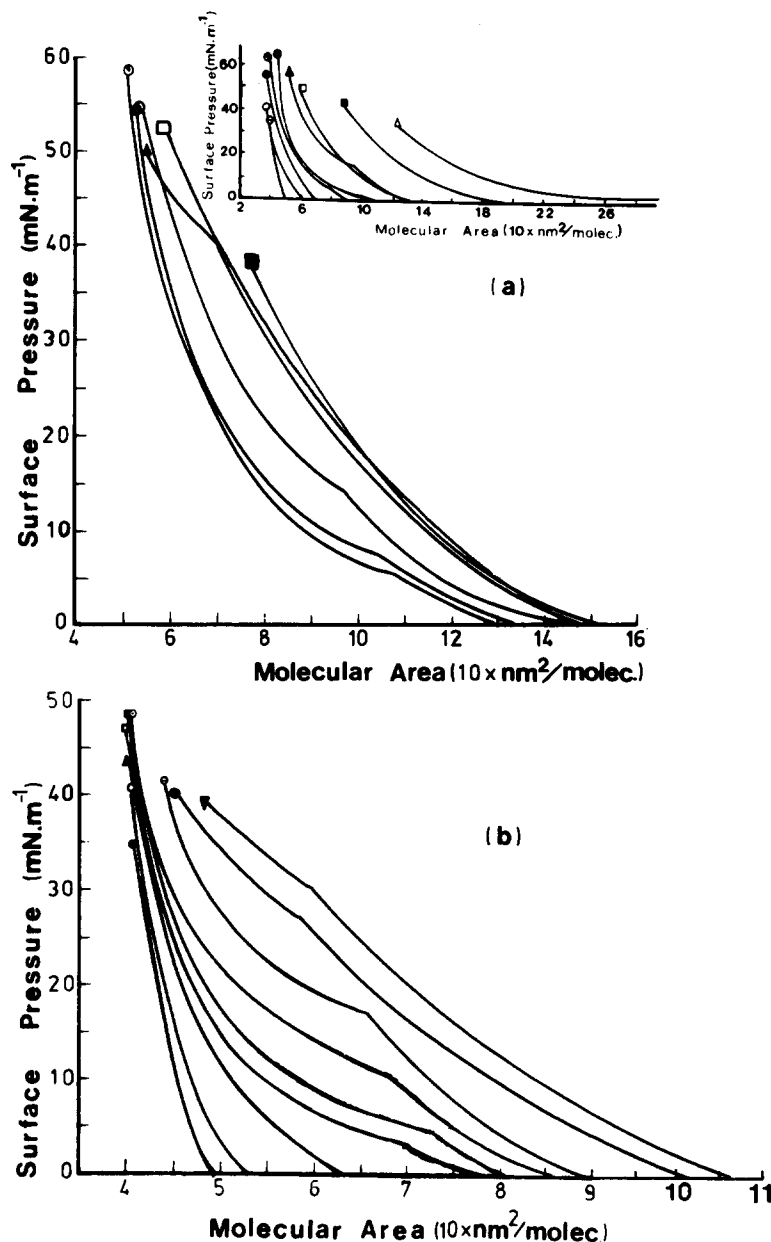 60
50
40
30
20
10
0
Surface Pressure (mN.m⁻¹)
4 6 8 10 12 14 16
Molecular Area (10 x nm²/molec.)
60
40
20
0
Surface Pressure (mN.m⁻¹)
2 6 10 14 18 22 26
Molecular Area (10 x nm²/molec.)
(a)
50
40
30
20
10
0
Surface Pressure (mN.m⁻¹)
4 5 6 7 8 9 10 11
Molecular Area (10 x nm²/molec.)
(b)